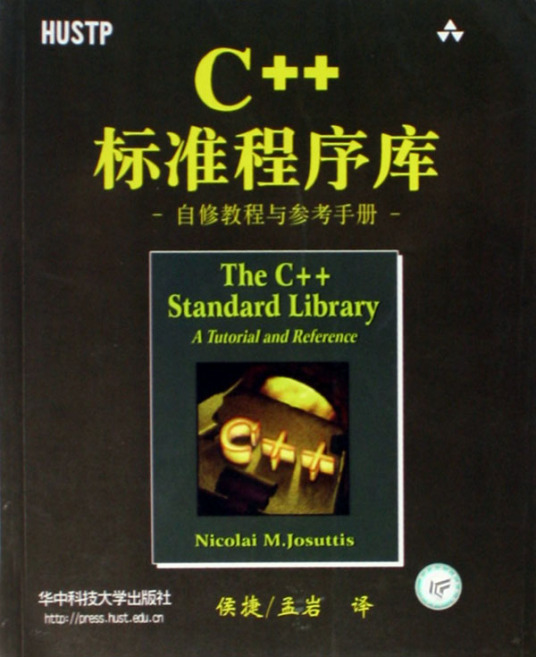 HUSTP
C++
标准程序库
- 自修教程与参考手册 -
The C++
Standard Library
A Tutorial and Reference
C++
Nicolai M.Josuttis
华中科技大学出版社
http://press.hust.edu.cn
侯捷/孟岩 译